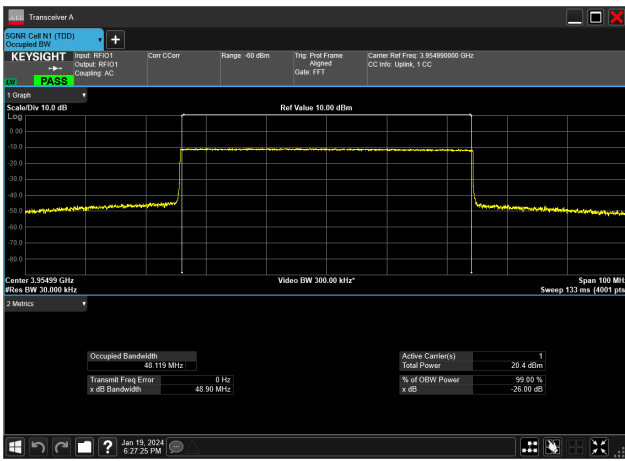 Transceiver A
5GNR Cell N1 (TDD)
Occupied BW
KEYSIGHT
PASS
Input: RFIO1
Output: RFIO1
Coupling: AC
Corr CCorr
Range: -60 dBm
Trig: Prot Frame
Aligned
Gate: FFT
Carrier Ref Freq: 3.954990000 GHz
CC Info: Uplink, 1 CC
1 Graph
Scale/Div 10.0 dB
Ref Value 10.00 dBm
Log
0.00
-10.0
-20.0
-30.0
-40.0
-50.0
-60.0
-70.0
-80.0
Center 3.95499 GHz
Video BW 300.00 kHz*
Span 100 MHz
#Res BW 30.000 kHz
Sweep 133 ms (4001 pts
2 Metrics
Occupied Bandwidth
48.119 MHz
Transmit Freq Error 0 Hz
x dB Bandwidth 48.90 MHz
Active Carrier(s) 1
Total Power 20.4 dBm
% of OBW Power 99.00 %
x dB -26.00 dB
Jan 19, 2024
6:27:25 PM